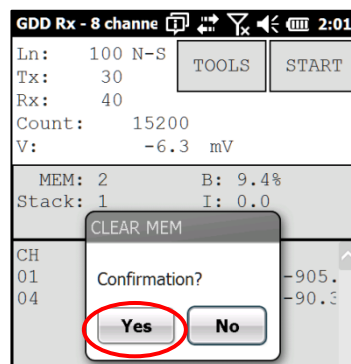 GDD Rx - 8 channe 2:01
Ln: 100 N-S
Tx: 30
TOOLS START
Rx: 40
Count: 15200
V: -6.3 mV
MEM: 2 B: 9.4%
Stack: 1 I: 0.0
CLEAR MEM
CH
Confirmation?
01 -905.
04 -90.3
Yes No